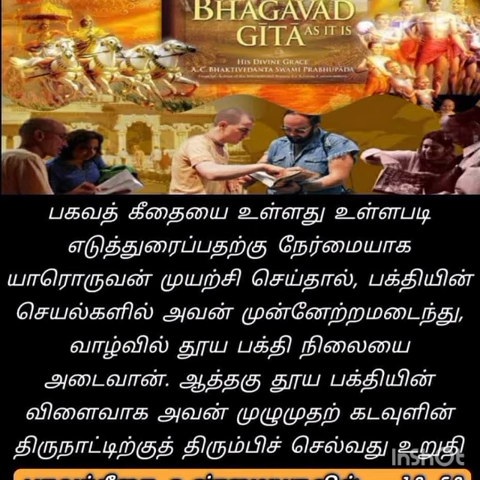 BHAGAVAD
GITA AS IT IS
HIS DIVINE GRACE
A.C. BHAKTIVEDANTA SWAMI PRABHUPĀDA
பகவத் கீதையை உள்ளது உள்ளபடி
எடுத்துரைப்பதற்கு நேர்மையாக
யாரொருவன் முயற்சி செய்தால், பக்தியின்
செயல்களில் அவன் முன்னேற்றமடைந்து,
வாழ்வில் தூய பக்தி நிலையை
அடைவான். ஆத்தகு தூய பக்தியின்
விளைவாக அவன் முழுமுதற் கடவுளின்
திருநாட்டிற்குத் திரும்பிச் செல்வது உறுதி
InShot